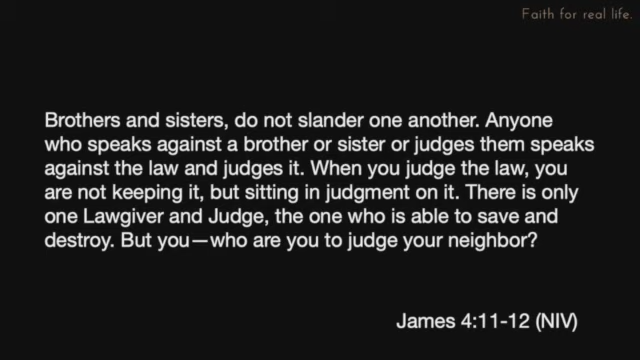 Faith for real life.
Brothers and sisters, do not slander one another. Anyone
who speaks against a brother or sister or judges them speaks
against the law and judges it. When you judge the law, you
are not keeping it, but sitting in judgment on it. There is only
one Lawgiver and Judge, the one who is able to save and
destroy. But you—who are you to judge your neighbor?
James 4:11-12 (NIV)